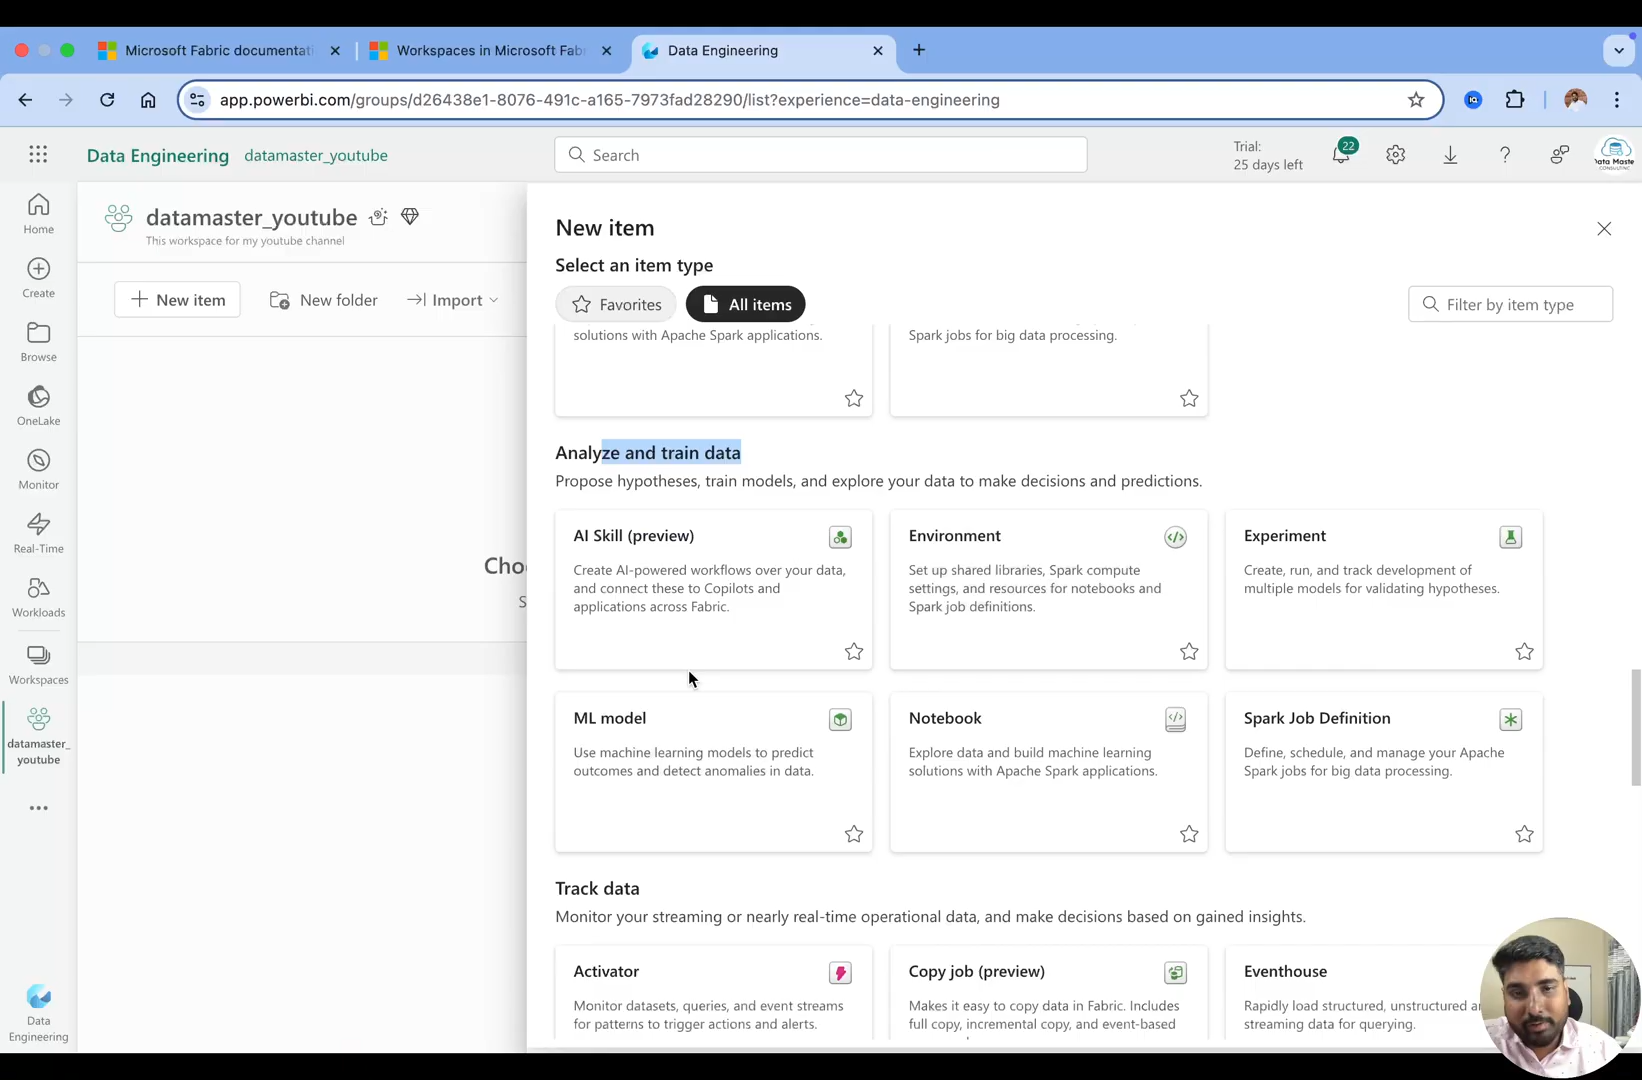 Microsoft Fabric documentati
Workspaces in Microsoft Fab
Data Engineering
app.powerbi.com/groups/d26438e1-8076-491c-a165-7973fad28290/list?experience=data-engineering
Data Engineering
datamaster_youtube
Search
Trial:
25 days left
22
Data Maste
CONSULTING
Home
Create
Browse
OneLake
Monitor
Real-Time
Workloads
Workspaces
datamaster_
youtube
Data
Engineering
datamaster_youtube
This workspace for my youtube channel
New item
New folder
Import
Cho
S
New item
Select an item type
Favorites
All items
Filter by item type
solutions with Apache Spark applications.
Spark jobs for big data processing.
Analyze and train data
Propose hypotheses, train models, and explore your data to make decisions and predictions.
AI Skill (preview)
Create AI-powered workflows over your data,
and connect these to Copilots and
applications across Fabric.
Environment
Set up shared libraries, Spark compute
settings, and resources for notebooks and
Spark job definitions.
Experiment
Create, run, and track development of
multiple models for validating hypotheses.
ML model
Use machine learning models to predict
outcomes and detect anomalies in data.
Notebook
Explore data and build machine learning
solutions with Apache Spark applications.
Spark Job Definition
Define, schedule, and manage your Apache
Spark jobs for big data processing.
Track data
Monitor your streaming or nearly real-time operational data, and make decisions based on gained insights.
Activator
Monitor datasets, queries, and event streams
for patterns to trigger actions and alerts.
Copy job (preview)
Makes it easy to copy data in Fabric. Includes
full copy, incremental copy, and event-based
Eventhouse
Rapidly load structured, unstructured a
streaming data for querying.